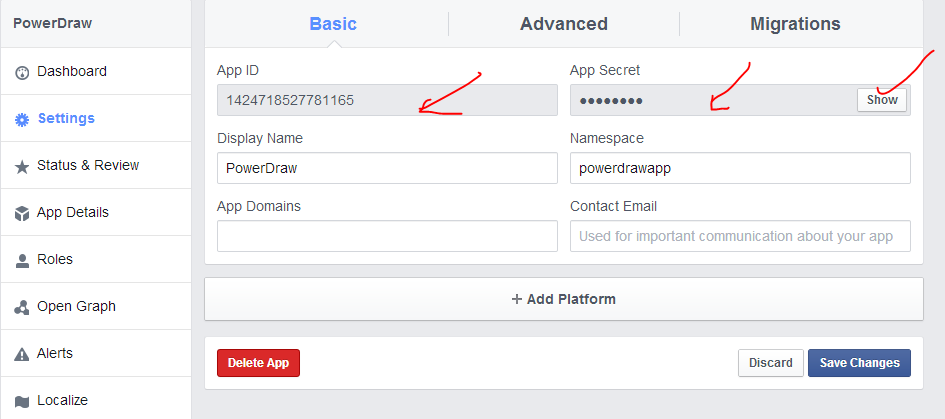 PowerDraw
Dashboard
Settings
Status & Review
App Details
Roles
Open Graph
Alerts
Localize
Basic Advanced Migrations
App ID App Secret
1424718527781165 •••••••• Show
Display Name Namespace
PowerDraw powerdrawapp
App Domains Contact Email
Used for important communication about your app
+ Add Platform
Delete App Discard Save Changes